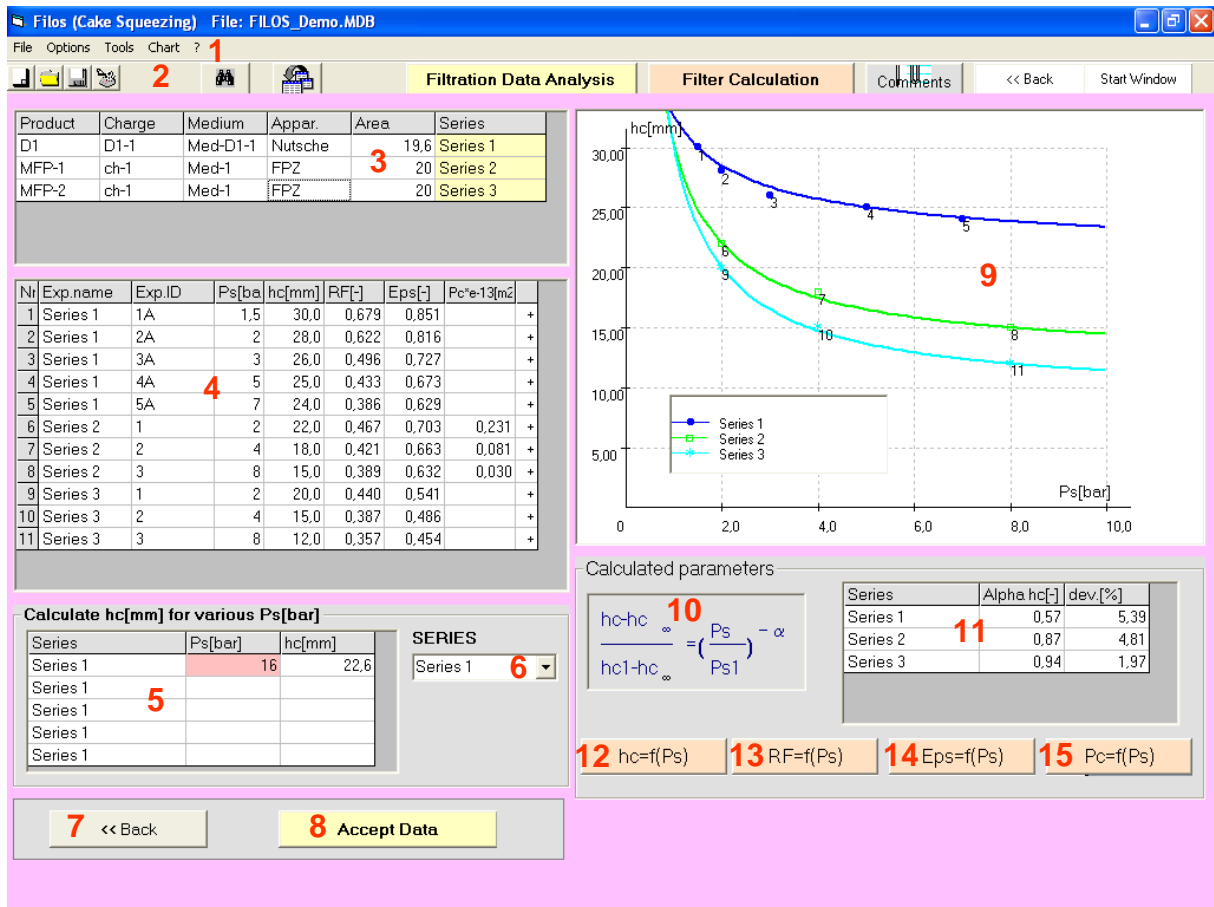 Filos (Cake Squeezing) File: FILOS_Demo.MDB
File Options Tools Chart ? 1
2 Filtration Data Analysis Filter Calculation Comments << Back Start Window
Product Charge Medium Appar. Area Series
D1 D1-1 Med-D1-1 Nutsche 19,6 Series 1
MFP-1 ch-1 Med-1 FPZ 20 Series 2
MFP-2 ch-1 Med-1 FPZ 20 Series 3
3
Nr Exp.name Exp.ID Ps[ba hc[mm] RF[-] Eps[-] Pc*e-13[m2
1 Series 1 1A 1,5 30,0 0,679 0,851 +
2 Series 1 2A 2 28,0 0,622 0,816 +
3 Series 1 3A 3 26,0 0,496 0,727 +
4 Series 1 4A 5 25,0 0,433 0,673 +
5 Series 1 5A 7 24,0 0,386 0,629 +
6 Series 2 1 2 22,0 0,467 0,703 0,231 +
7 Series 2 2 4 18,0 0,421 0,663 0,081 +
8 Series 2 3 8 15,0 0,389 0,632 0,030 +
9 Series 3 1 2 20,0 0,440 0,541 +
10 Series 3 2 4 15,0 0,387 0,486 +
11 Series 3 3 8 12,0 0,357 0,454 +
4
Calculate hc[mm] for various Ps[bar]
Series Ps[bar] hc[mm]
Series 1 16 22,6
Series 1
Series 1
Series 1
Series 1
5
SERIES
Series 1 6
7 << Back 8 Accept Data
hc[mm]
30,00
25,00
20,00
15,00
10,00
5,00
0 2,0 4,0 6,0 8,0 10,0
Ps[bar]
1
2
3
4
5
6
7
8
9
10
11
9
Series 1
Series 2
Series 3
Calculated parameters
10
hc-hc ∞
hc1-hc ∞
=( Ps
Ps1 ) - α
Series Alpha hc[-] dev.[%]
Series 1 0,57 5,39
Series 2 0,87 4,81
Series 3 0,94 1,97
11
12 hc=f(Ps) 13 RF=f(Ps) 14 Eps=f(Ps) 15 Pc=f(Ps)